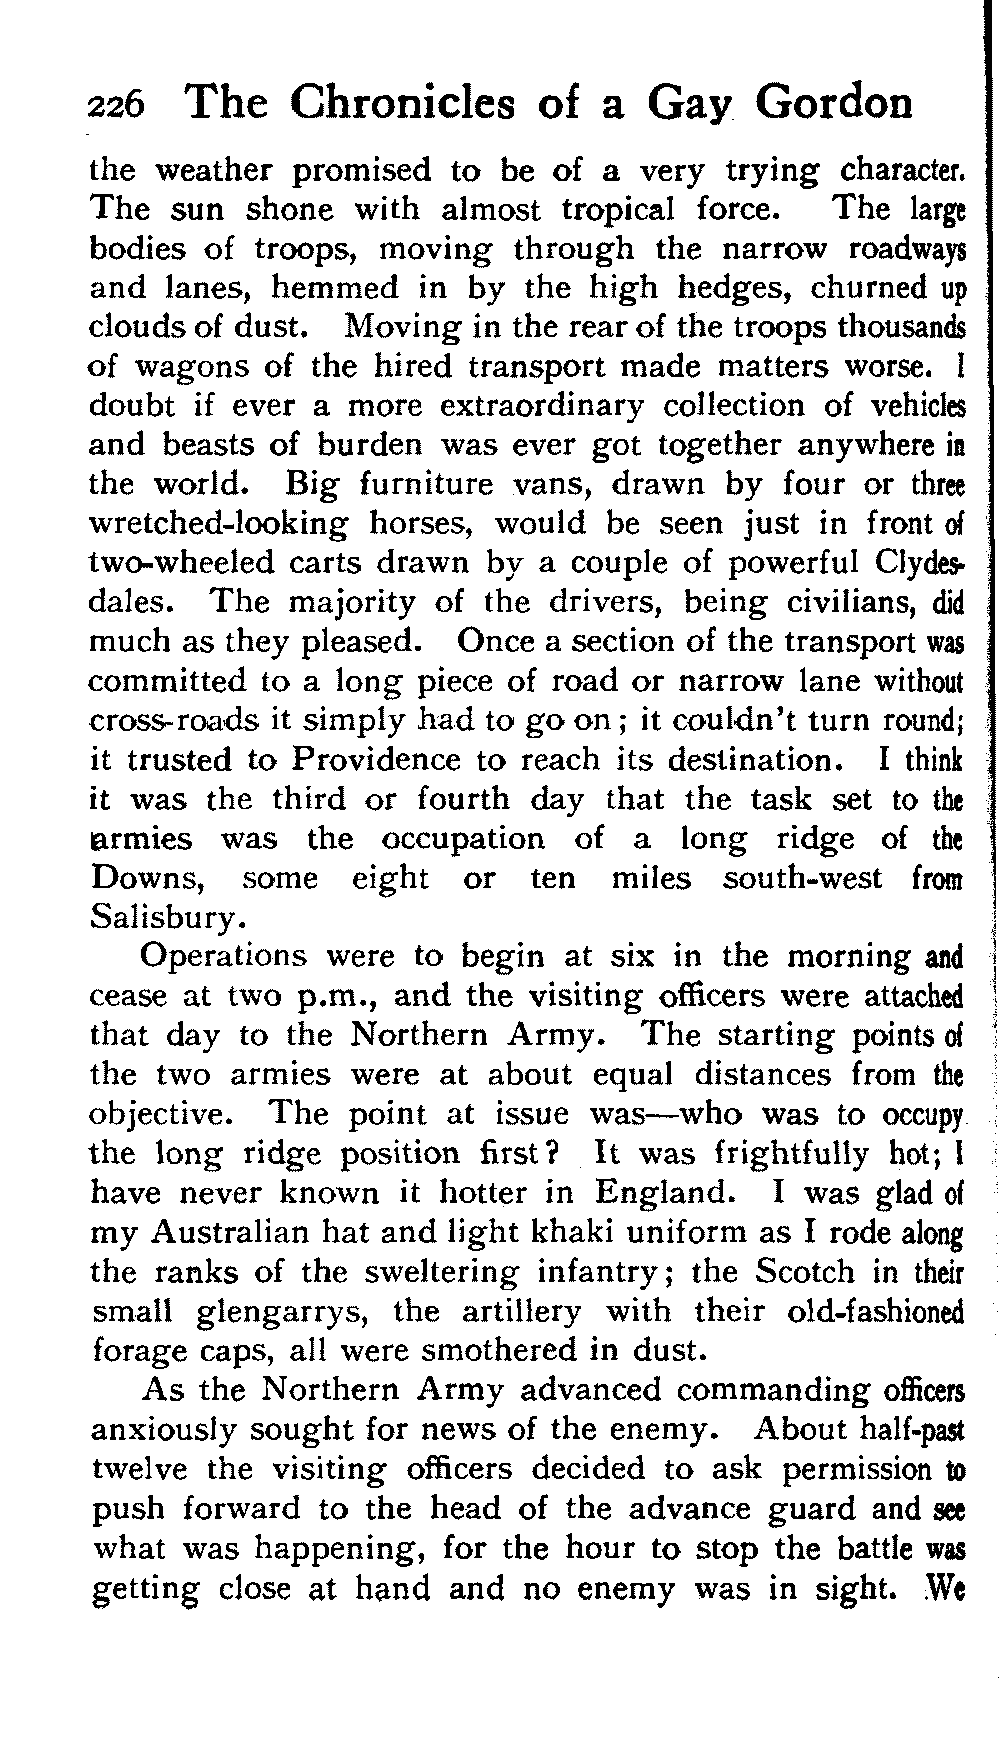 226 The Chronicles of a Gay Gordon
the weather promised to be of a very trying character.
The sun shone with almost tropical force. The large
bodies of troops, moving through the narrow roadways
and lanes, hemmed in by the high hedges, churned up
clouds of dust. Moving in the rear of the troops thousands
of wagons of the hired transport made matters worse. I
doubt if ever a more extraordinary collection of vehicles
and beasts of burden was ever got together anywhere in
the world. Big furniture vans, drawn by four or three
wretched-looking horses, would be seen just in front of
two-wheeled carts drawn by a couple of powerful Clydes-
dales. The majority of the drivers, being civilians, did
much as they pleased. Once a section of the transport was
committed to a long piece of road or narrow lane without
cross-roads it simply had to go on; it couldn't turn round;
it trusted to Providence to reach its destination. I think
it was the third or fourth day that the task set to the
armies was the occupation of a long ridge of the
Downs, some eight or ten miles south-west from
Salisbury.
Operations were to begin at six in the morning and
cease at two p.m., and the visiting officers were attached
that day to the Northern Army. The starting points of
the two armies were at about equal distances from the
objective. The point at issue was—who was to occupy
the long ridge position first? It was frightfully hot; I
have never known it hotter in England. I was glad of
my Australian hat and light khaki uniform as I rode along
the ranks of the sweltering infantry; the Scotch in their
small glengarrys, the artillery with their old-fashioned
forage caps, all were smothered in dust.
As the Northern Army advanced commanding officers
anxiously sought for news of the enemy. About half-past
twelve the visiting officers decided to ask permission to
push forward to the head of the advance guard and see
what was happening, for the hour to stop the battle was
getting close at hand and no enemy was in sight. We